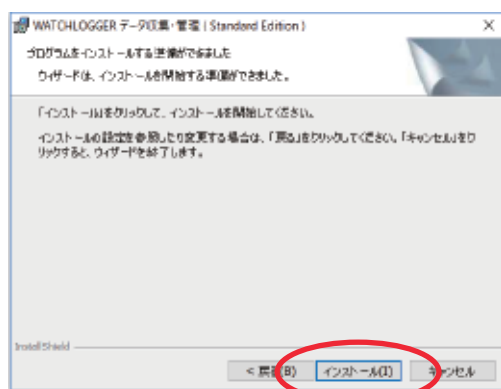 WATCHLOGGER データ収集・管理 ( Standard Edition )
プログラムをインストールする準備ができました
ウィザードは、インストールを開始する準備ができました。
「インストール」をクリックして、インストールを開始してください。
インストールの設定を参照したり変更する場合は、「戻る」をクリックしてください。「キャンセル」をク
リックすると、ウィザードを終了します。
InstallShield
< 戻る(B)
インストール(I)
キャンセル